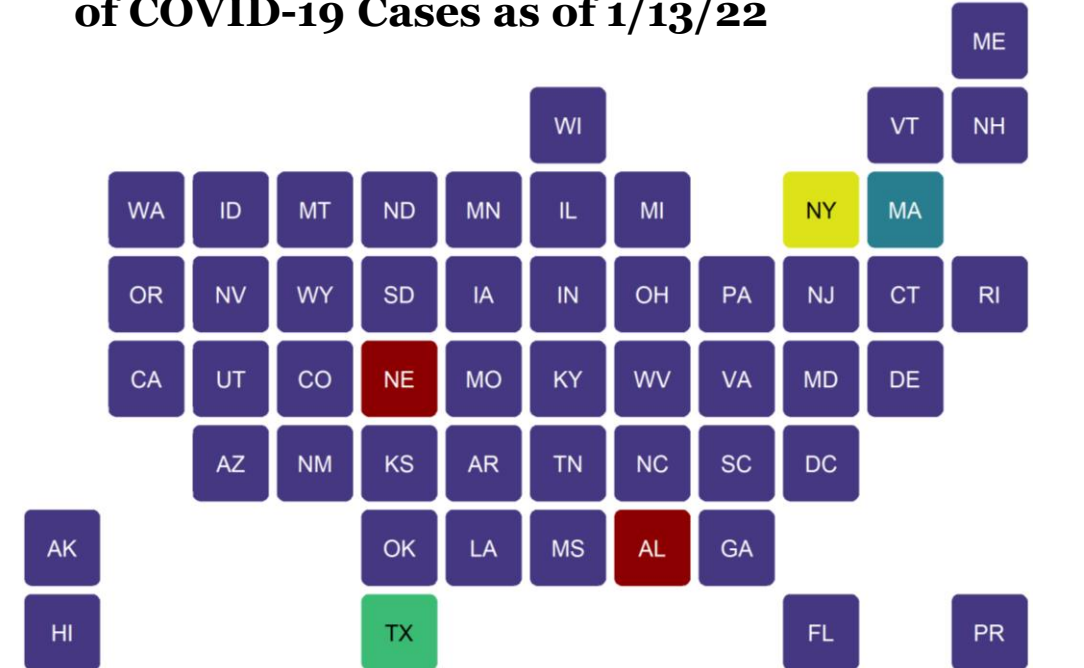 of COVID-19 Cases as of 1/13/22
ME
WI VT NH
WA ID MT ND MN IL MI NY MA
OR NV WY SD IA IN OH PA NJ CT RI
CA UT CO NE MO KY WV VA MD DE
AZ NM KS AR TN NC SC DC
AK OK LA MS AL GA
HI TX FL PR